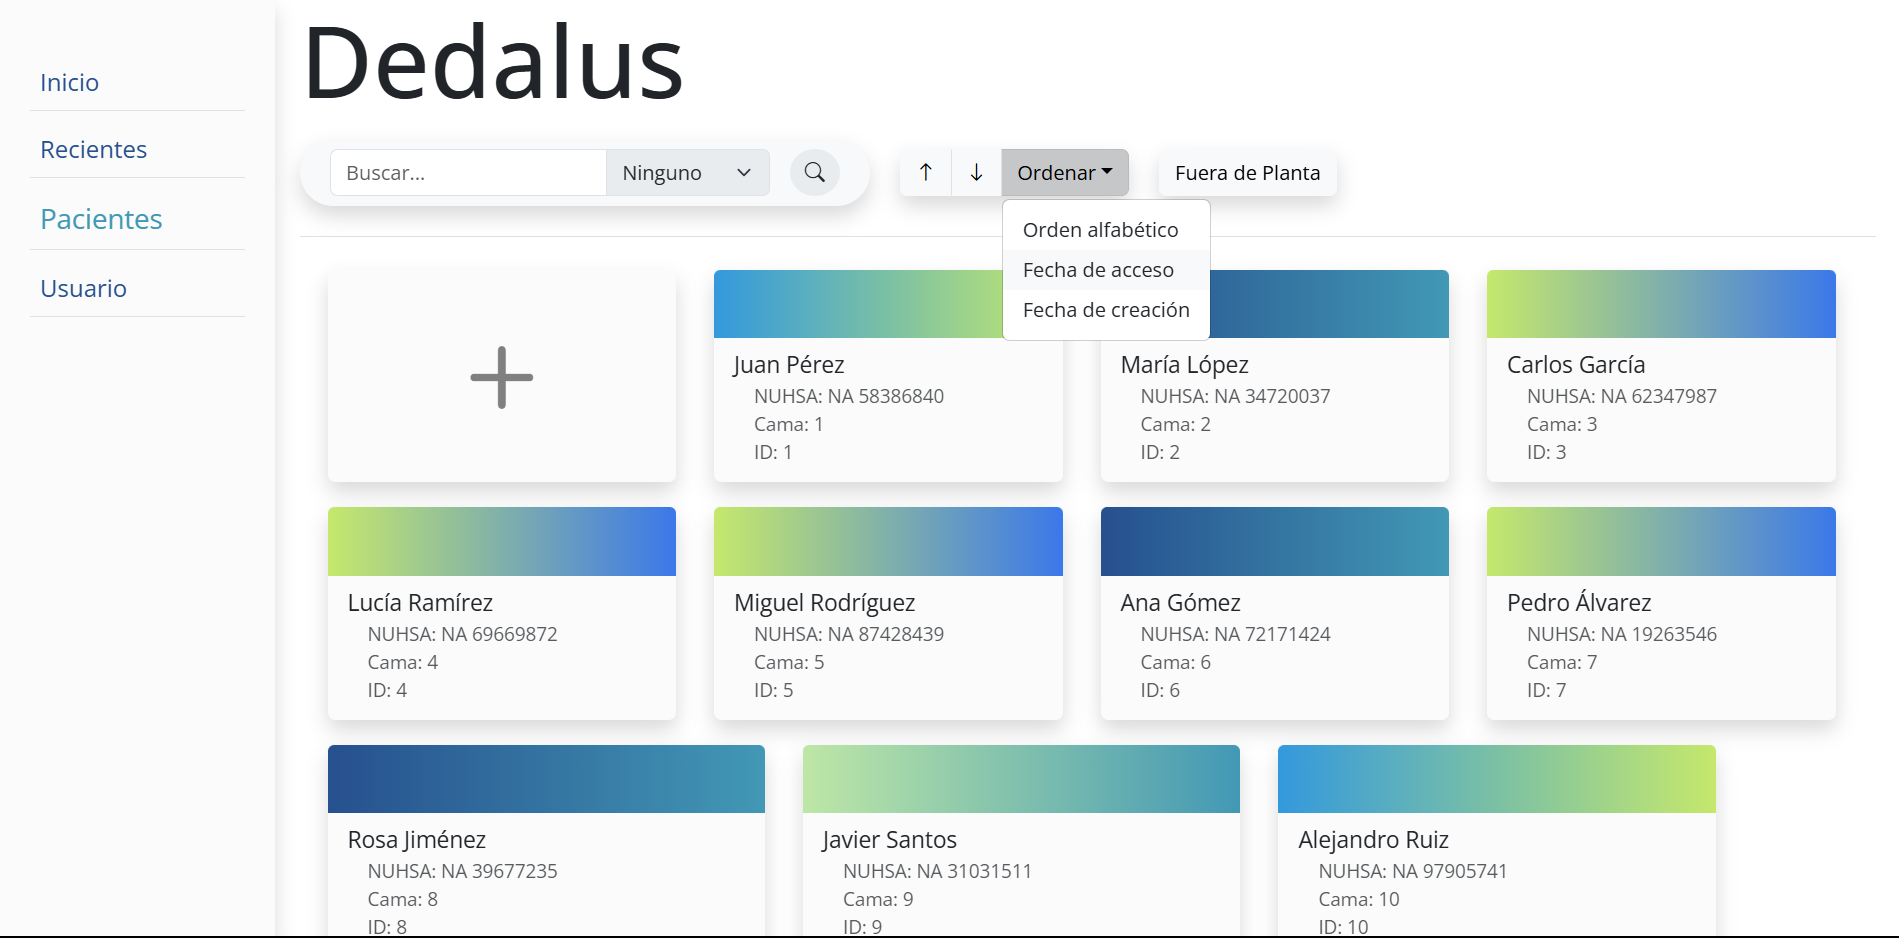 Dedalus
Inicio
Recientes
Pacientes
Usuario
Buscar...
Ninguno
Ordenar
Fuera de Planta
Orden alfabético
Fecha de acceso
Fecha de creación
Juan Pérez
NUHSA: NA 58386840
Cama: 1
ID: 1
María López
NUHSA: NA 34720037
Cama: 2
ID: 2
Carlos García
NUHSA: NA 62347987
Cama: 3
ID: 3
Lucía Ramírez
NUHSA: NA 69669872
Cama: 4
ID: 4
Miguel Rodríguez
NUHSA: NA 87428439
Cama: 5
ID: 5
Ana Gómez
NUHSA: NA 72171424
Cama: 6
ID: 6
Pedro Álvarez
NUHSA: NA 19263546
Cama: 7
ID: 7
Rosa Jiménez
NUHSA: NA 39677235
Cama: 8
ID: 8
Javier Santos
NUHSA: NA 31031511
Cama: 9
ID: 9
Alejandro Ruiz
NUHSA: NA 97905741
Cama: 10
ID: 10